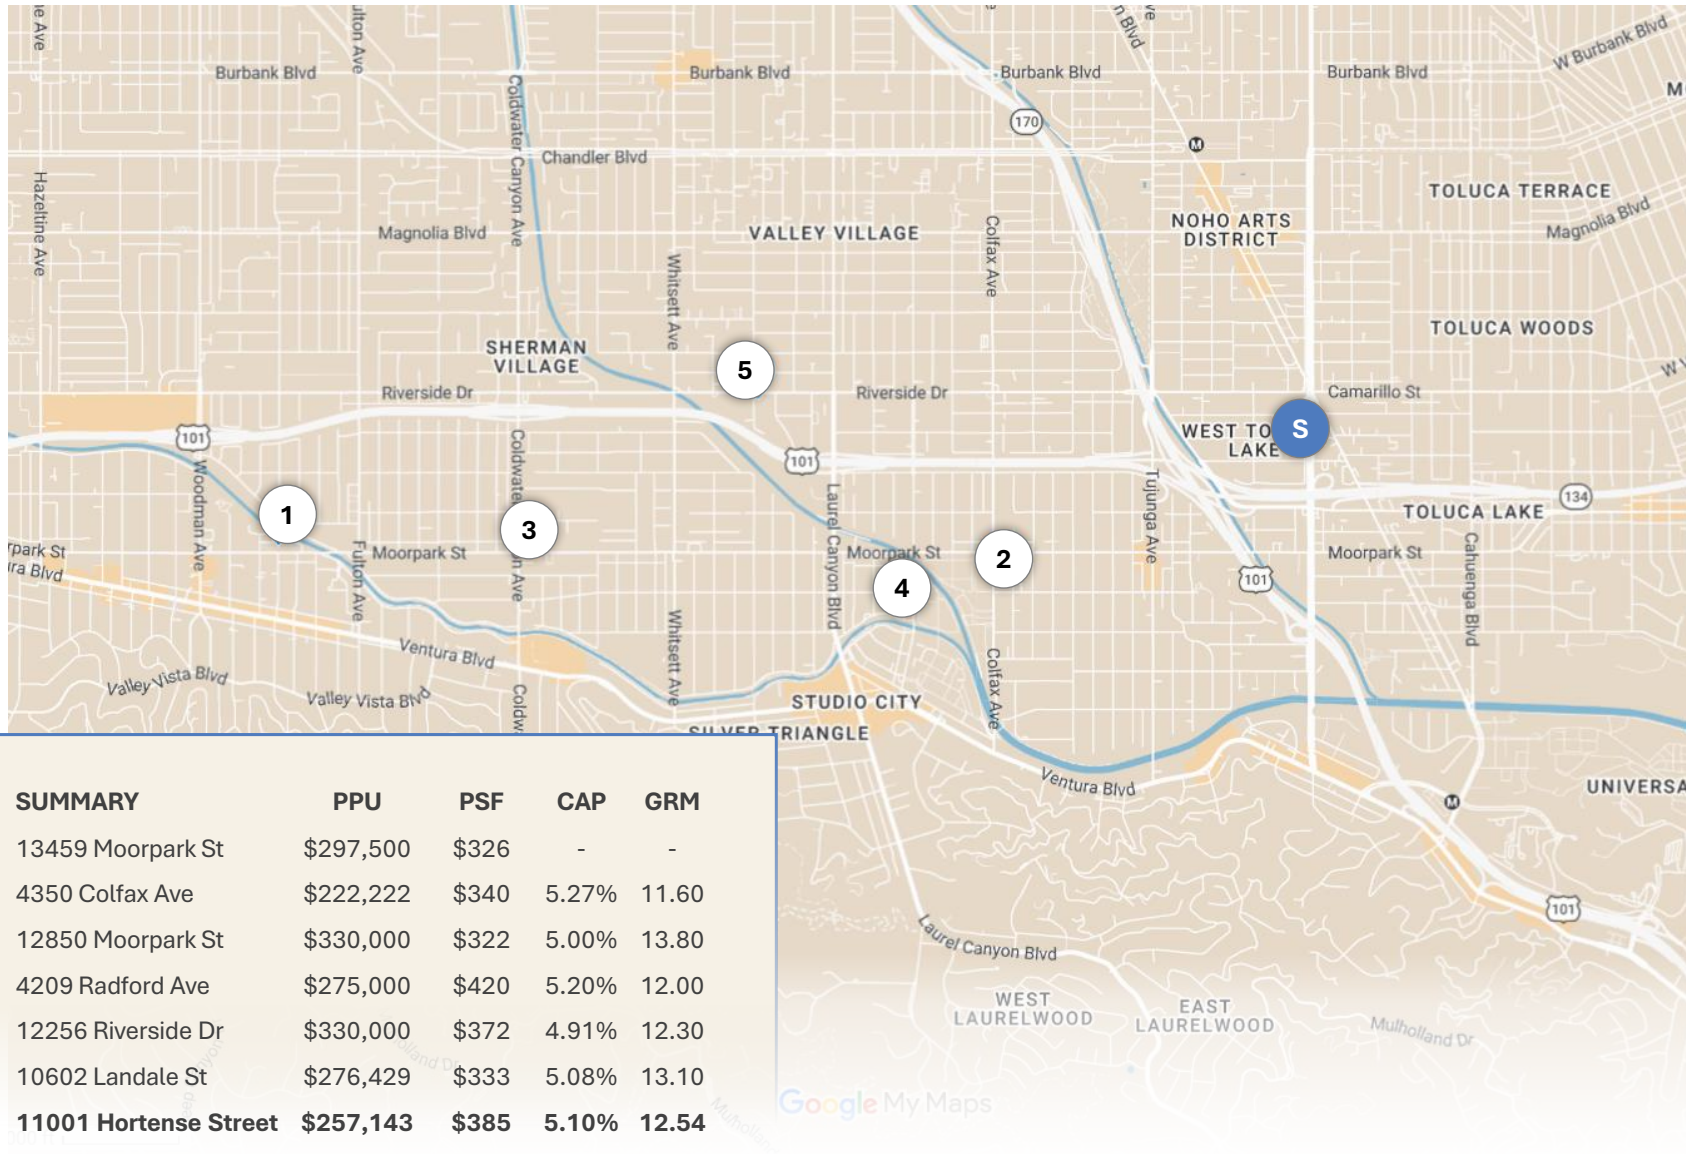 Burbank Blvd
Burbank Blvd
Burbank Blvd
Burbank Blvd
W Burbank Blvd
Coldwater Canyon Ave
Hazeltine Ave
170
Chandler Blvd
M
TOLUCA TERRACE
Magnolia Blvd
Magnolia Blvd
VALLEY VILLAGE
Colfax Ave
NOHO ARTS
DISTRICT
Whitsett Ave
TOLUCA WOODS
SHERMAN
VILLAGE
5
Riverside Dr
Riverside Dr
Camarillo St
S
WEST TO
LAKE
101
101
134
TOLUCA LAKE
Woodman Ave
1
3
Coldwate
n Ave
Laurel Canyon Blvd
Tujunga Ave
rpark St
ura Blvd
Fulton Ave
Moorpark St
Moorpark St
2
4
Moorpark St
101
Cahuenga Blvd
Ventura Blvd
Whitsett Ave
Valley Vista Blvd
Valley Vista Blvd
Coldw
Colfax Ave
STUDIO CITY
SILVER TRIANGLE
Ventura Blvd
UNIVERSA
M
101
Laurel Canyon Blvd
WEST
LAURELWOOD
EAST
LAURELWOOD
Mulholland Dr
Google My Maps
SUMMARY PPU PSF CAP GRM
13459 Moorpark St $297,500 $326 - -
4350 Colfax Ave $222,222 $340 5.27% 11.60
12850 Moorpark St $330,000 $322 5.00% 13.80
4209 Radford Ave $275,000 $420 5.20% 12.00
12256 Riverside Dr $330,000 $372 4.91% 12.30
10602 Landale St $276,429 $333 5.08% 13.10
11001 Hortense Street $257,143 $385 5.10% 12.54